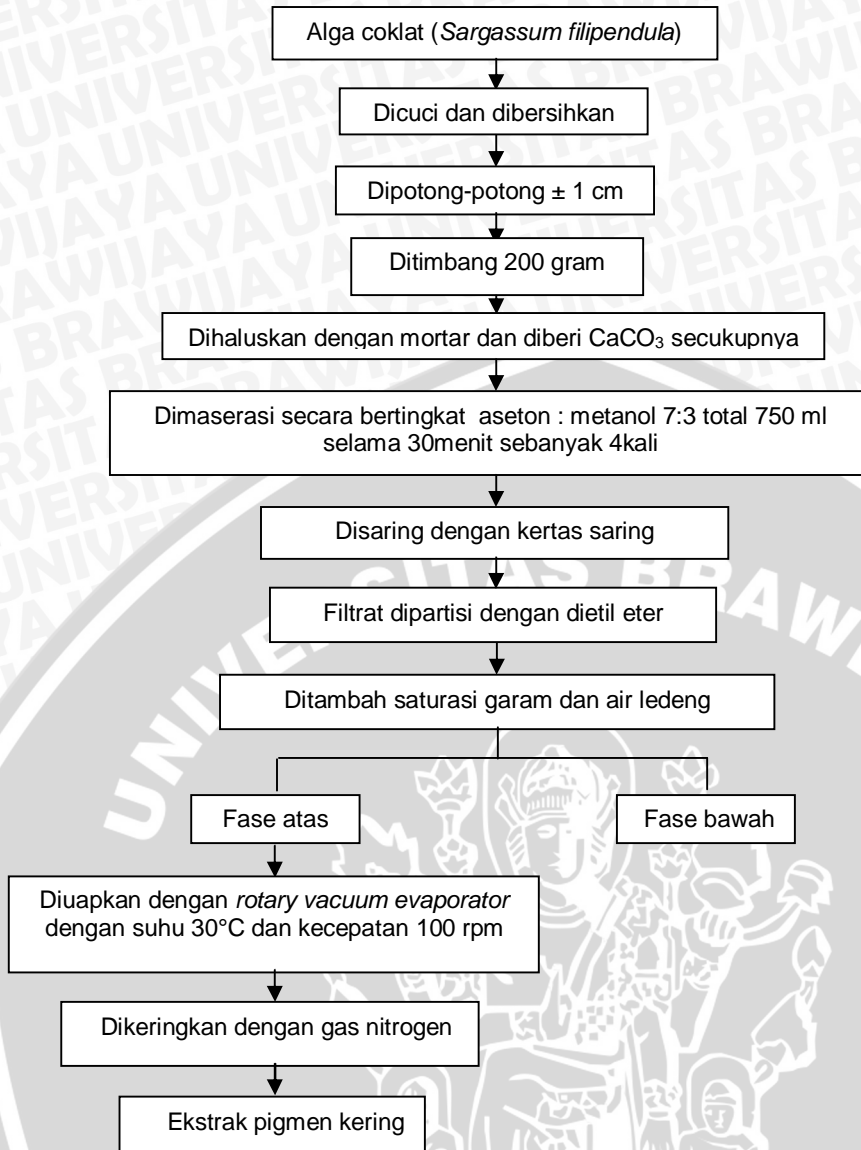 Alga coklat (Sargassum filipendula)
Dicuci dan dibersihkan
Dipotong-potong ± 1 cm
Ditimbang 200 gram
Dihaluskan dengan mortar dan diberi CaCO₃ secukupnya
Dimaserasi secara bertingkat aseton : metanol 7:3 total 750 ml
selama 30menit sebanyak 4kali
Disaring dengan kertas saring
Filtrat dipartisi dengan dietil eter
Ditambah saturasi garam dan air ledeng
Fase atas
Fase bawah
Diuapkan dengan rotary vacuum evaporator
dengan suhu 30°C dan kecepatan 100 rpm
Dikeringkan dengan gas nitrogen
Ekstrak pigmen kering